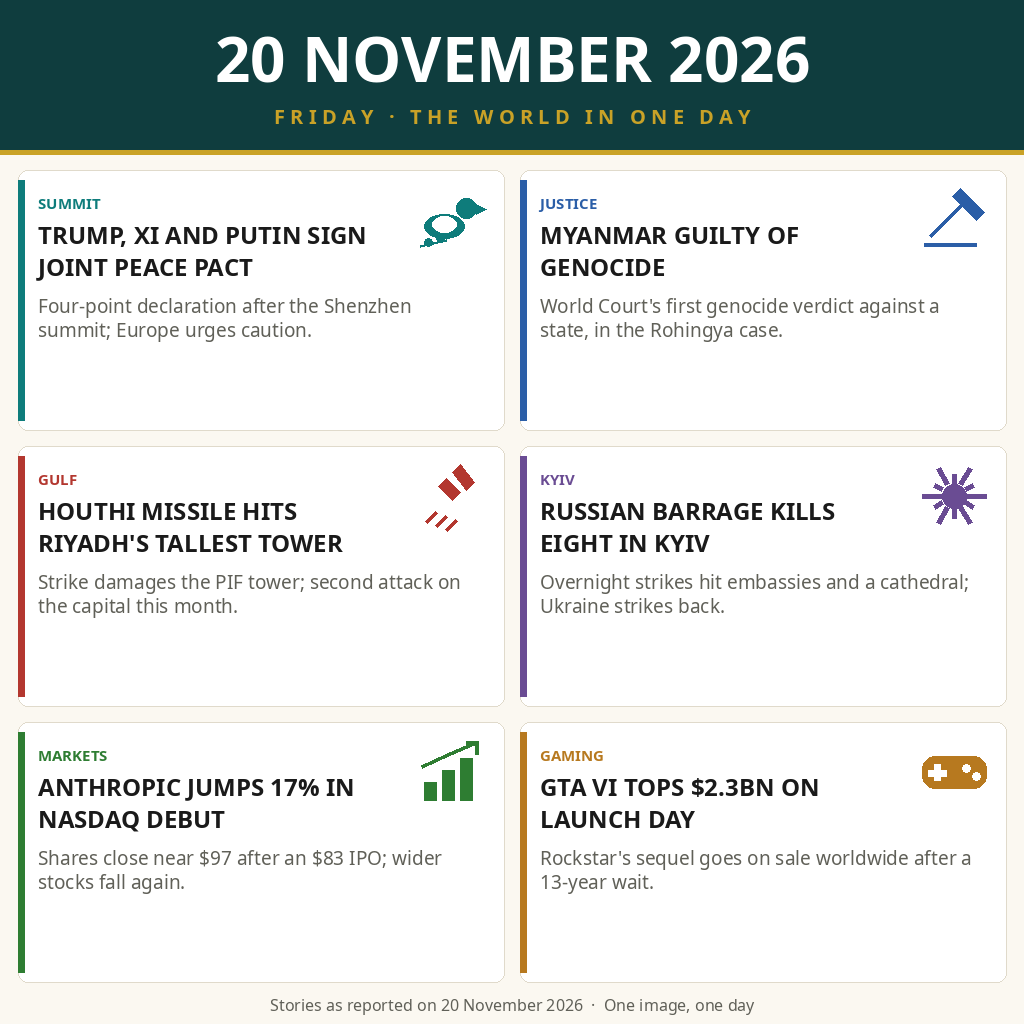 20 NOVEMBER 2026
FRIDAY · THE WORLD IN ONE DAY
SUMMIT
TRUMP, XI AND PUTIN SIGN
JOINT PEACE PACT
Four-point declaration after the Shenzhen
summit; Europe urges caution.
JUSTICE
MYANMAR GUILTY OF
GENOCIDE
World Court's first genocide verdict against a
state, in the Rohingya case.
GULF
HOUTHI MISSILE HITS
RIYADH'S TALLEST TOWER
Strike damages the PIF tower; second attack on
the capital this month.
KYIV
RUSSIAN BARRAGE KILLS
EIGHT IN KYIV
Overnight strikes hit embassies and a cathedral;
Ukraine strikes back.
MARKETS
ANTHROPIC JUMPS 17% IN
NASDAQ DEBUT
Shares close near $97 after an $83 IPO; wider
stocks fall again.
GAMING
GTA VI TOPS $2.3BN ON
LAUNCH DAY
Rockstar's sequel goes on sale worldwide after a
13-year wait.
Stories as reported on 20 November 2026 · One image, one day